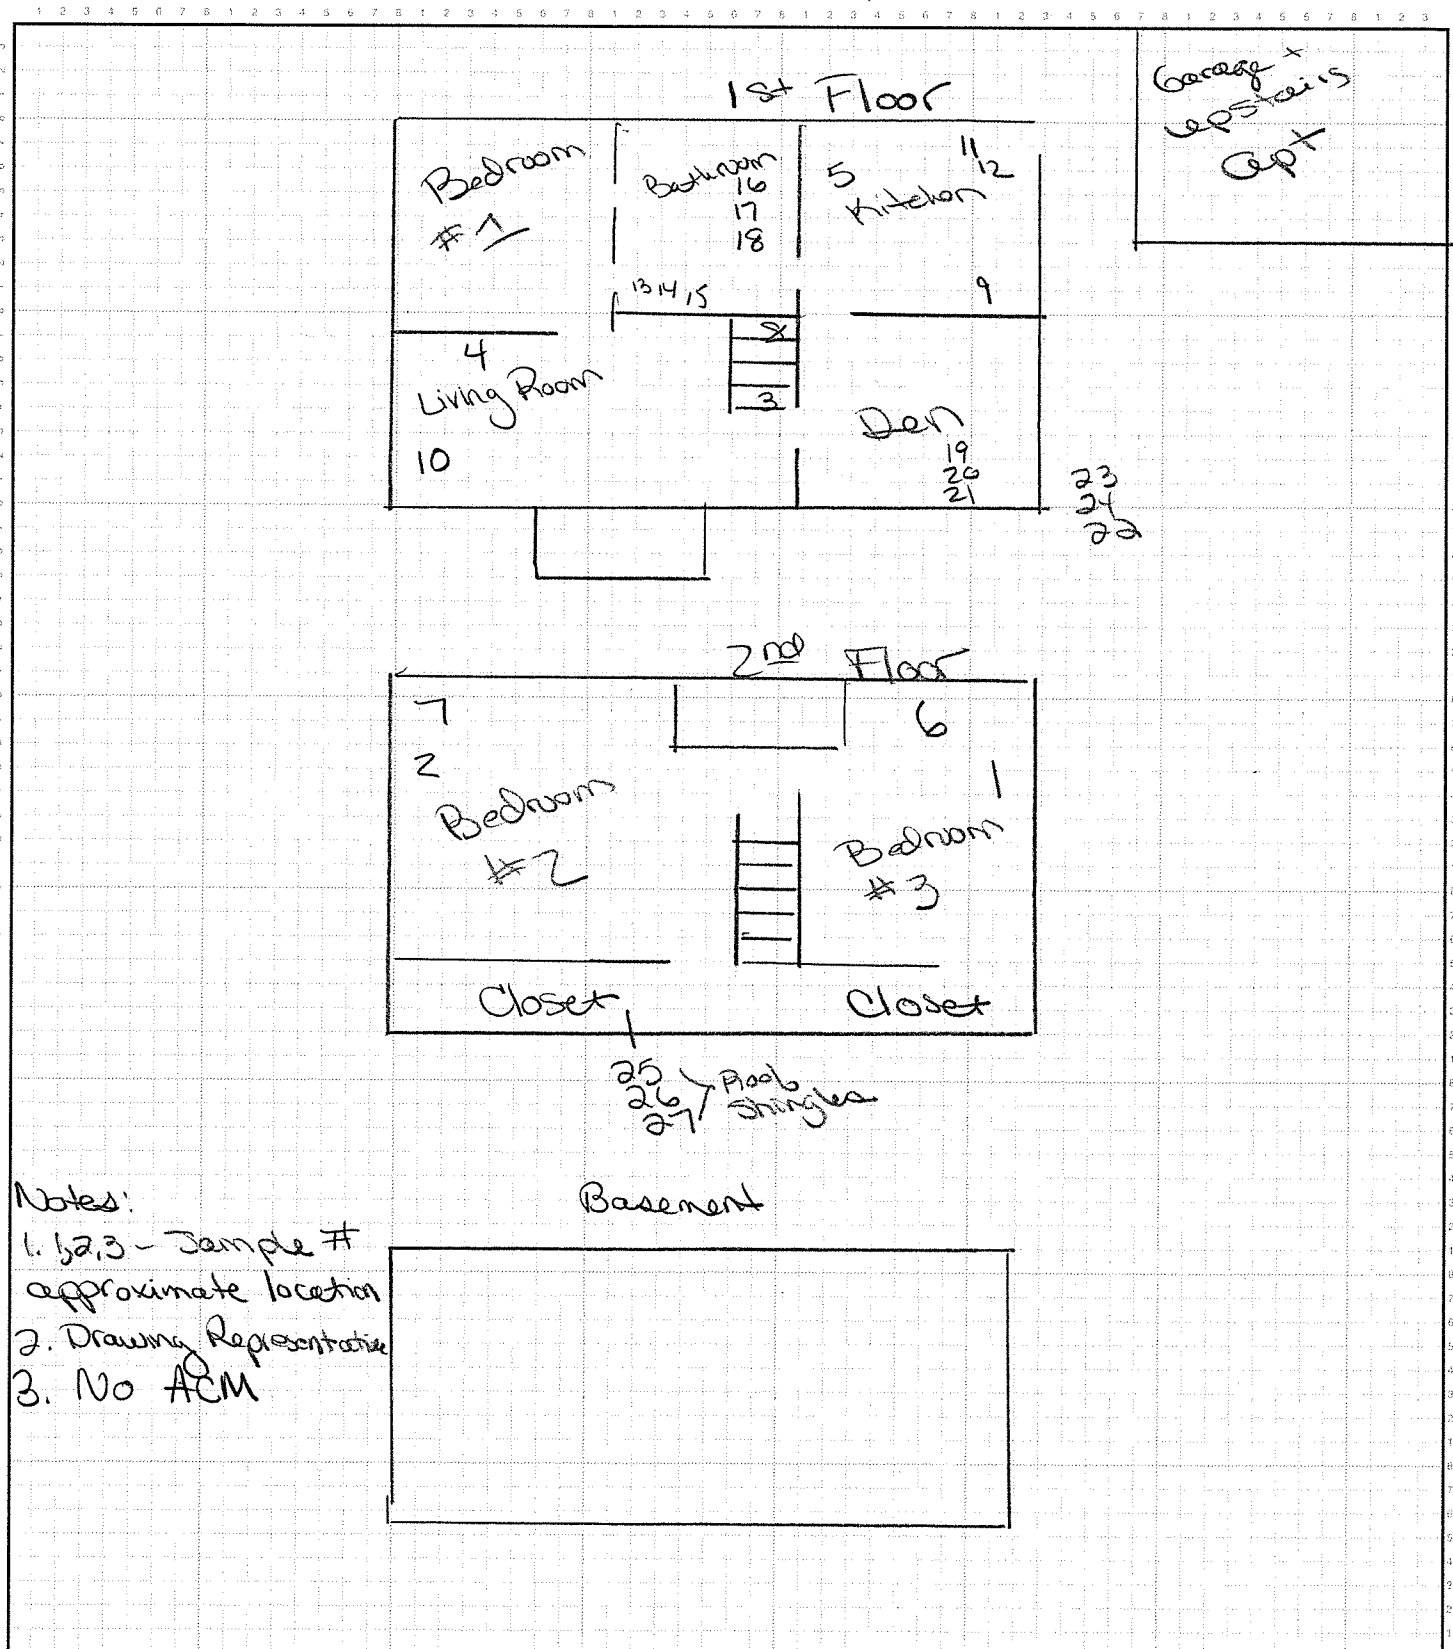 1st Floor
Garage +
upstairs
apt
Bedroom
#1
Bathroom
16
17
18
5
Kitchen
11
12
13 14 15
9
4
Living Room
10
8
3
Den
19
20
21
23
24
22
2nd Floor
7
2
Bedroom
#2
6
1
Bedroom
#3
Closet
Closet
25
26
27
Roof
Shingles
Basement
Notes:
1. 1,2,3 - Sample #
approximate location
2. Drawing Representative
3. No ACM